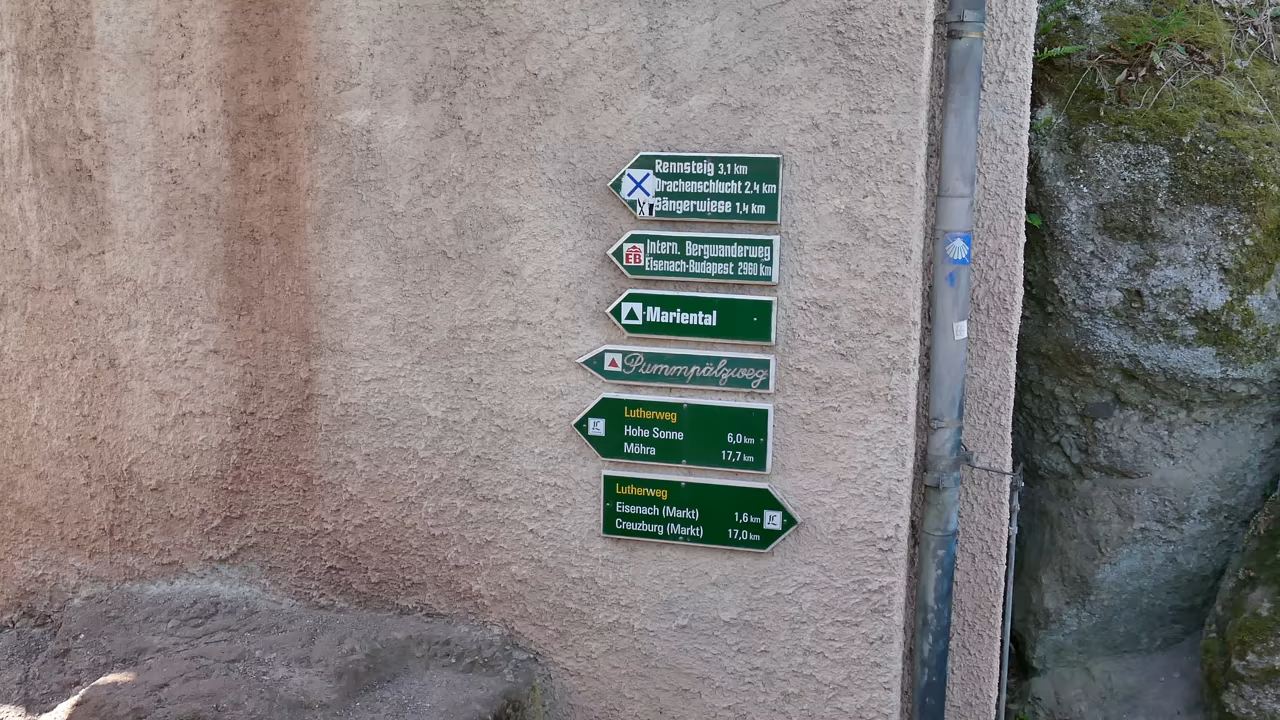 Rennsteig 3,1 km
Drachenschlucht 2.4 km
Sängerwiese 1,4 km
EB
Intern. Bergwanderweg
Eisenach-Budapest 2960 Km
Mariental
Pummpälzweg
L
Lutherweg
Hohe Sonne 6,0 km
Möhra 17,7 km
Lutherweg
Eisenach (Markt) 1,6 km
Creuzburg (Markt) 17,0 km
L